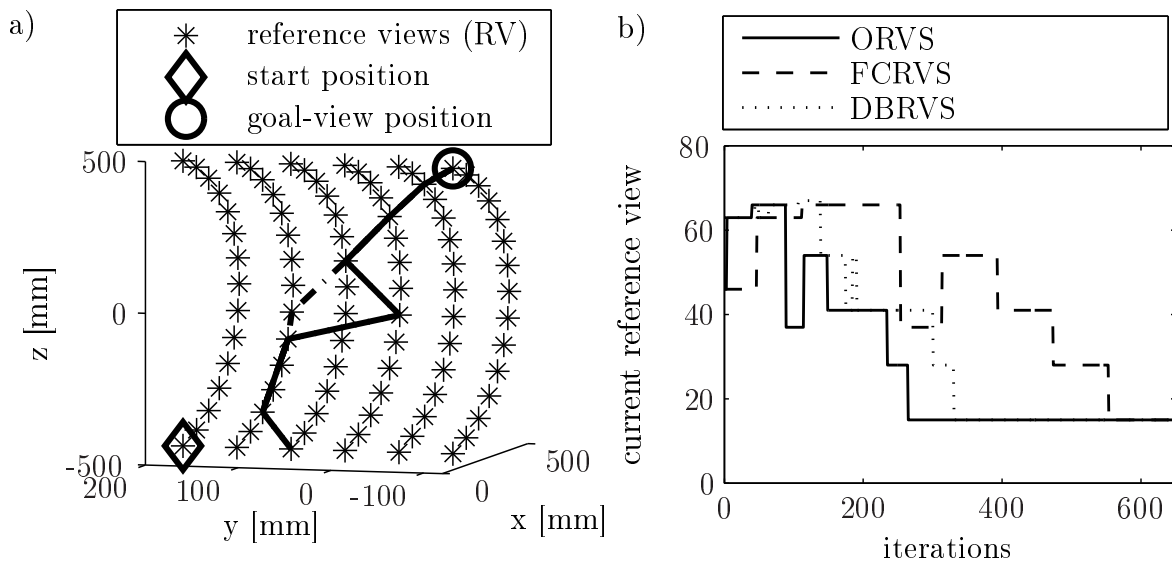 a)
reference views (RV)
start position
goal-view position
500
0
-500
z [mm]
200
100
0
-100
y [mm]
0
500
x [mm]
b)
ORVS
FCRVS
DBRVS
80
60
40
20
0
current reference view
0
200
400
600
iterations